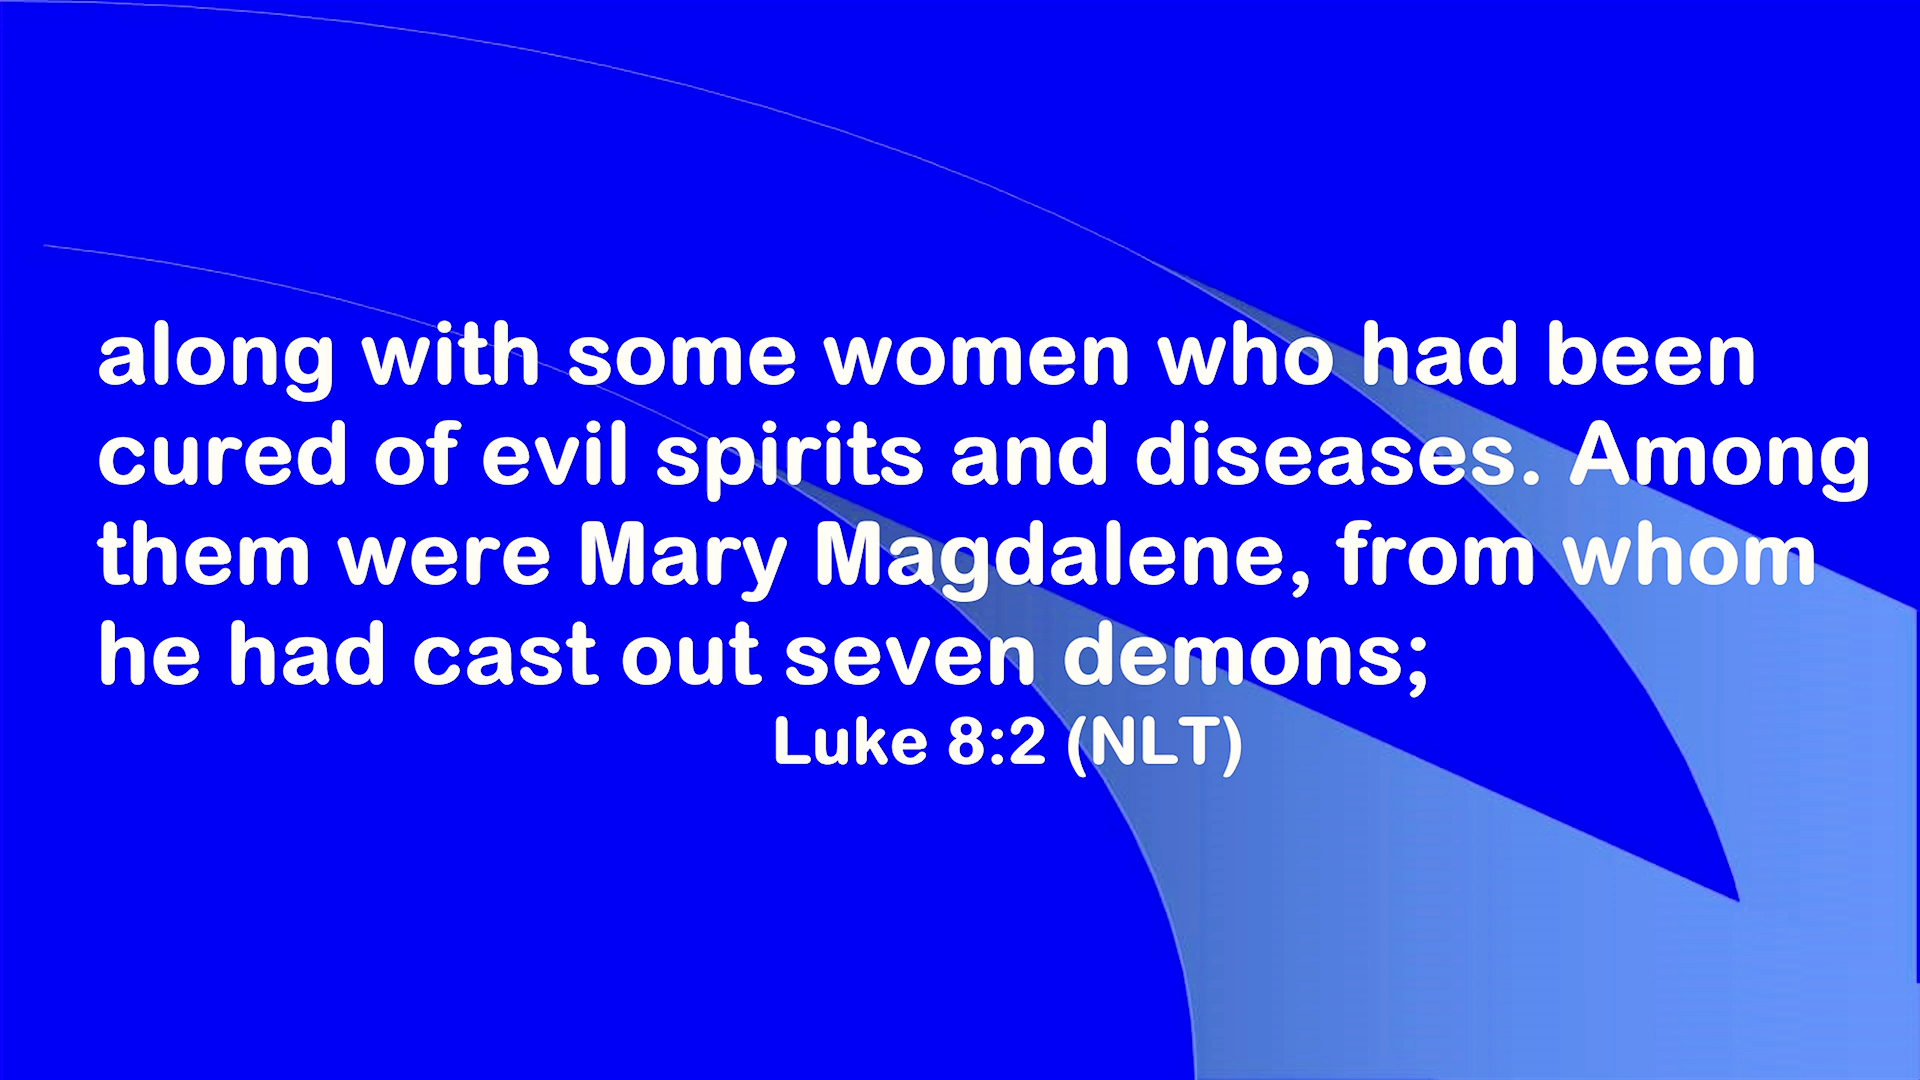 along with some women who had been
cured of evil spirits and diseases. Among
them were Mary Magdalene, from whom
he had cast out seven demons;
Luke 8:2 (NLT)